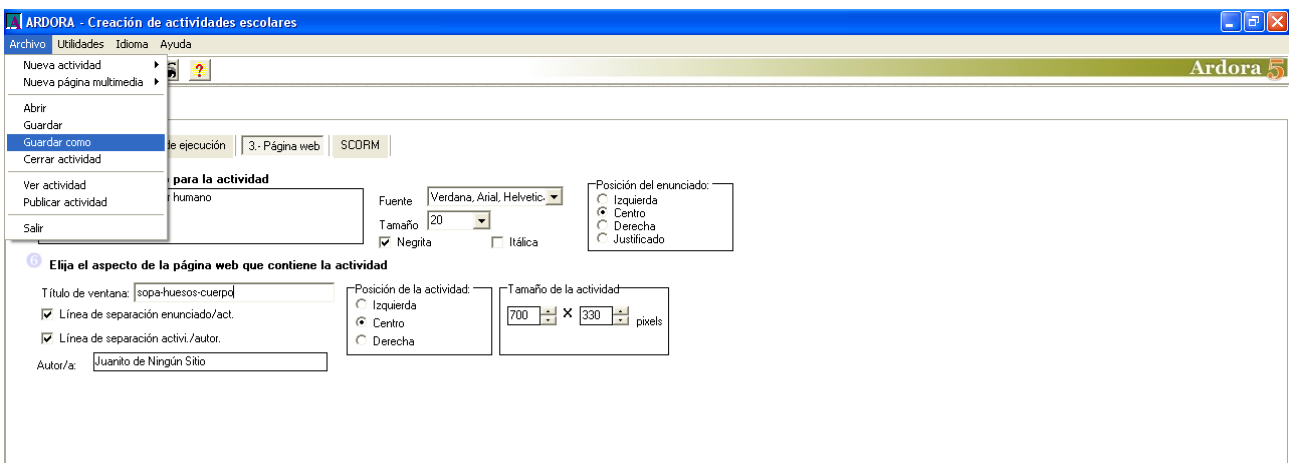 ARDORA - Creación de actividades escolares
Archivo Utilidades Idioma Ayuda
Nueva actividad
Nueva página multimedia
Ardora 5
Abrir
Guardar
Guardar como
de ejecución 3.- Página web SCORM
Cerrar actividad
Ver actividad
para la actividad
Publicar actividad
humano
Salir
Fuente Verdana, Arial, Helvetic
Tamaño 20
Negrita Itálica
Posición del enunciado:
Izquierda
Centro
Derecha
Justificado
6 Elija el aspecto de la página web que contiene la actividad
Título de ventana: sopa-huesos-cuerpo
Línea de separación enunciado/act.
Línea de separación activi./autor.
Autor/a: Juanito de Ningún Sitio
Posición de la actividad:
Izquierda
Centro
Derecha
Tamaño de la actividad
700 X 330 pixels